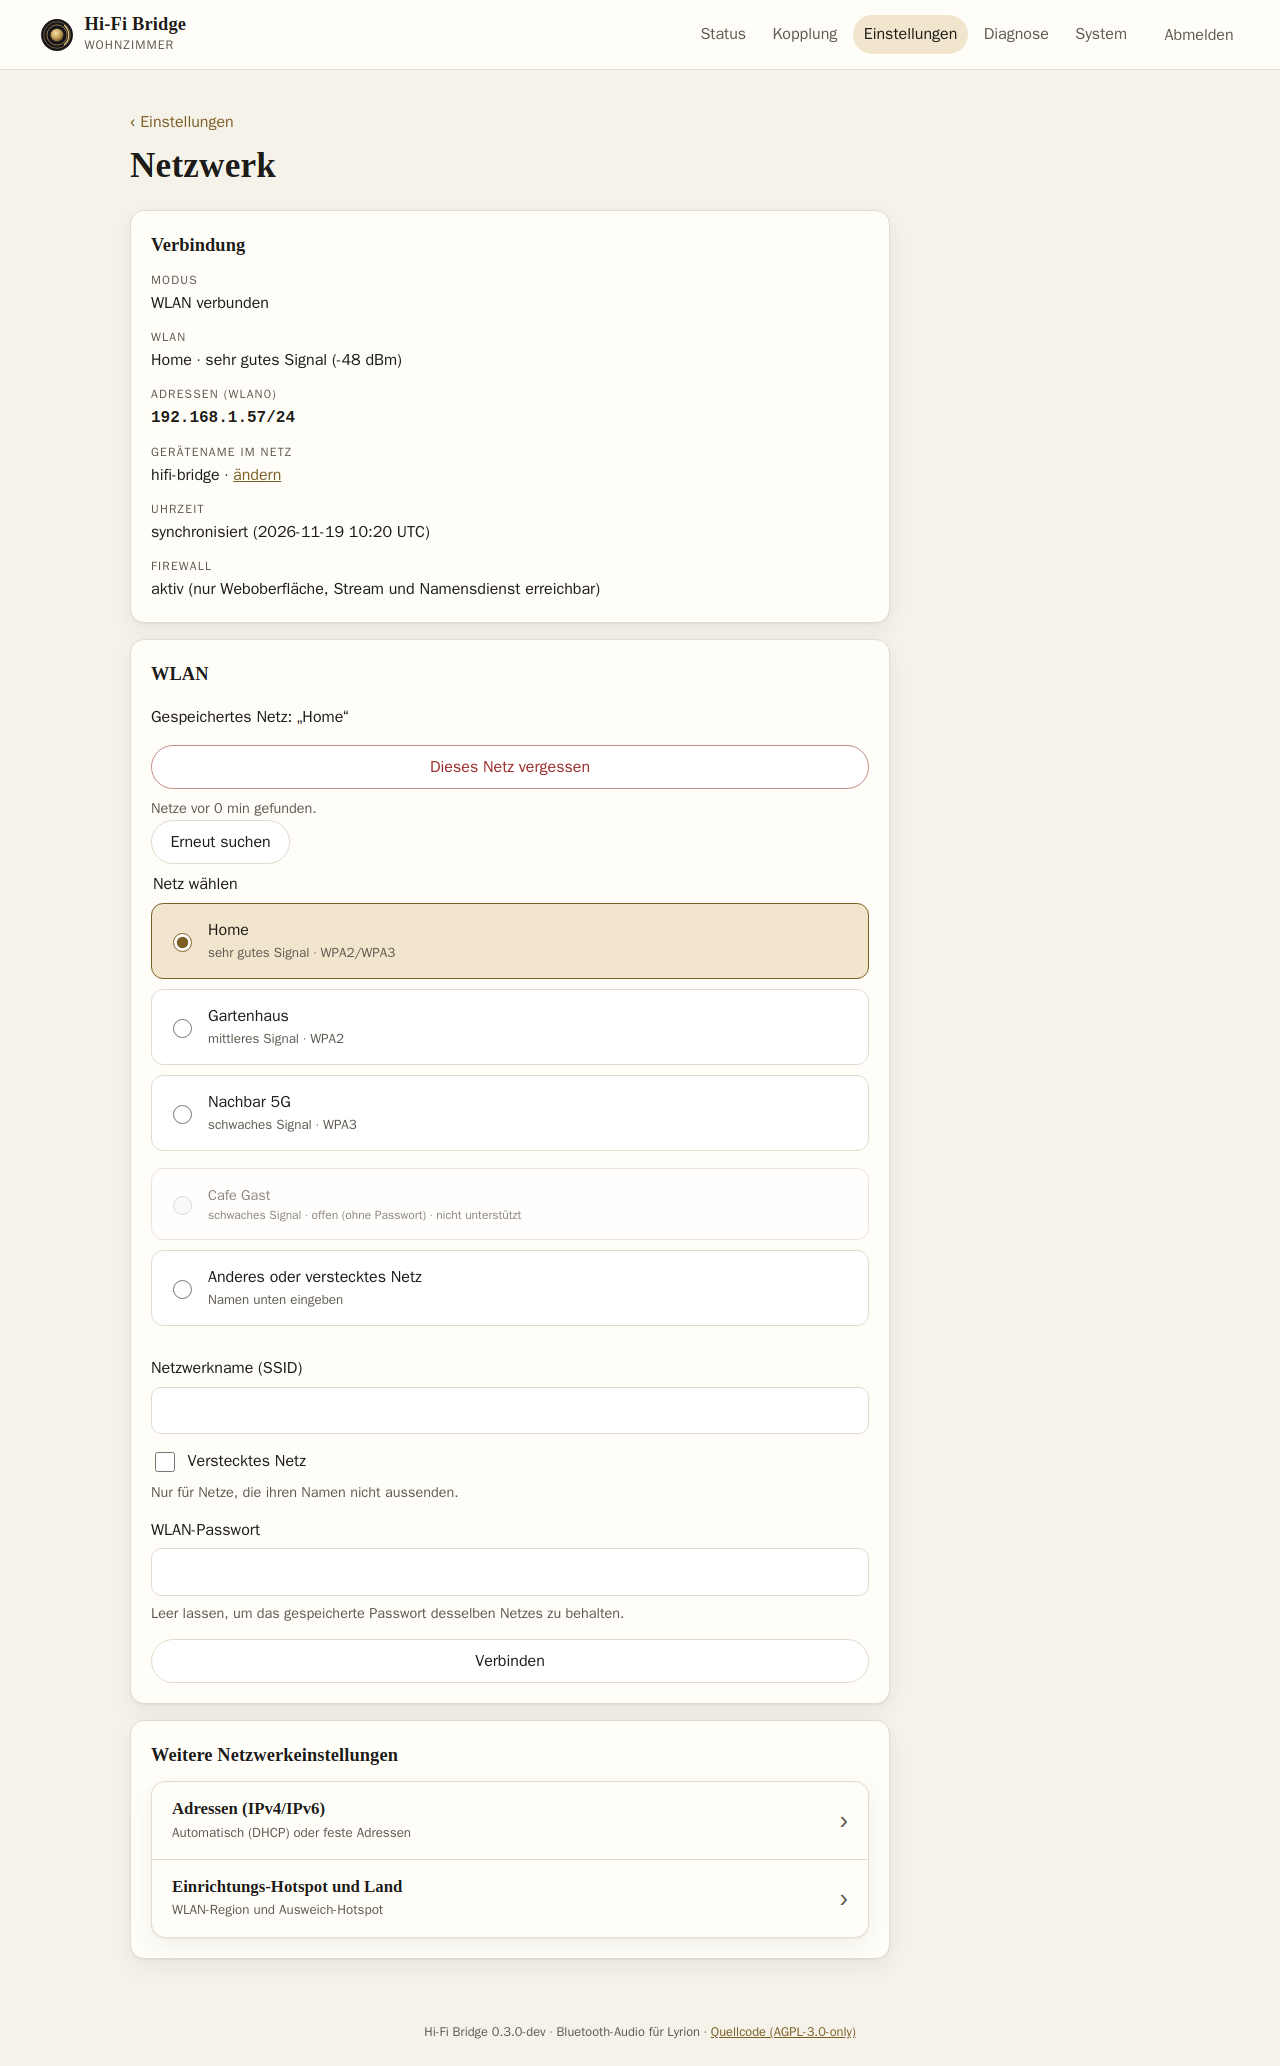 Hi-Fi Bridge
WOHNZIMMER
Status
Kopplung
Einstellungen
Diagnose
System
Abmelden
‹ Einstellungen
Netzwerk
Verbindung
MODUS
WLAN verbunden
WLAN
Home · sehr gutes Signal (-48 dBm)
ADRESSEN (WLAN0)
192.168.1.57/24
GERÄTENAME IM NETZ
hifi-bridge · ändern
UHRZEIT
synchronisiert (2026-11-19 10:20 UTC)
FIREWALL
aktiv (nur Weboberfläche, Stream und Namensdienst erreichbar)
WLAN
Gespeichertes Netz: „Home“
Dieses Netz vergessen
Netze vor 0 min gefunden.
Erneut suchen
Netz wählen
Home
sehr gutes Signal · WPA2/WPA3
Gartenhaus
mittleres Signal · WPA2
Nachbar 5G
schwaches Signal · WPA3
Cafe Gast
schwaches Signal · offen (ohne Passwort) · nicht unterstützt
Anderes oder verstecktes Netz
Namen unten eingeben
Netzwerkname (SSID)
Verstecktes Netz
Nur für Netze, die ihren Namen nicht aussenden.
WLAN-Passwort
Leer lassen, um das gespeicherte Passwort desselben Netzes zu behalten.
Verbinden
Weitere Netzwerkeinstellungen
Adressen (IPv4/IPv6)
Automatisch (DHCP) oder feste Adressen
›
Einrichtungs-Hotspot und Land
WLAN-Region und Ausweich-Hotspot
›
Hi-Fi Bridge 0.3.0-dev · Bluetooth-Audio für Lyrion · Quellcode (AGPL-3.0-only)